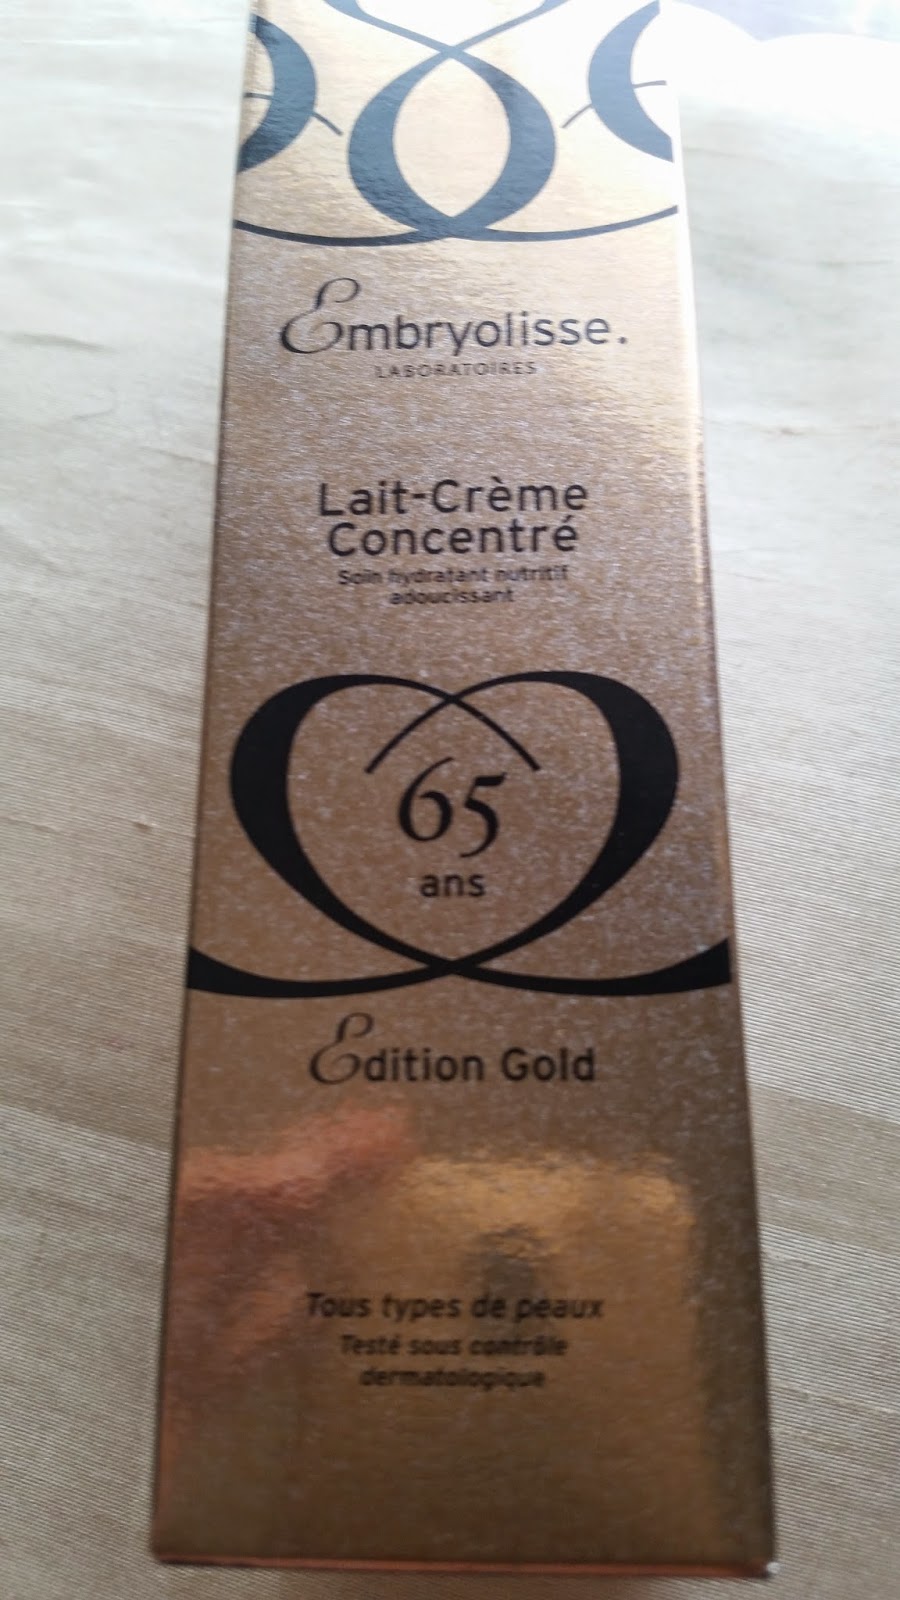 Embryolisse.
LABORATOIRES
Lait-Crème
Concentré
Soin hydratant nutritif
adoucissant
65
ans
Edition Gold
Tous types de peaux
Testé sous contrôle
dermatologique